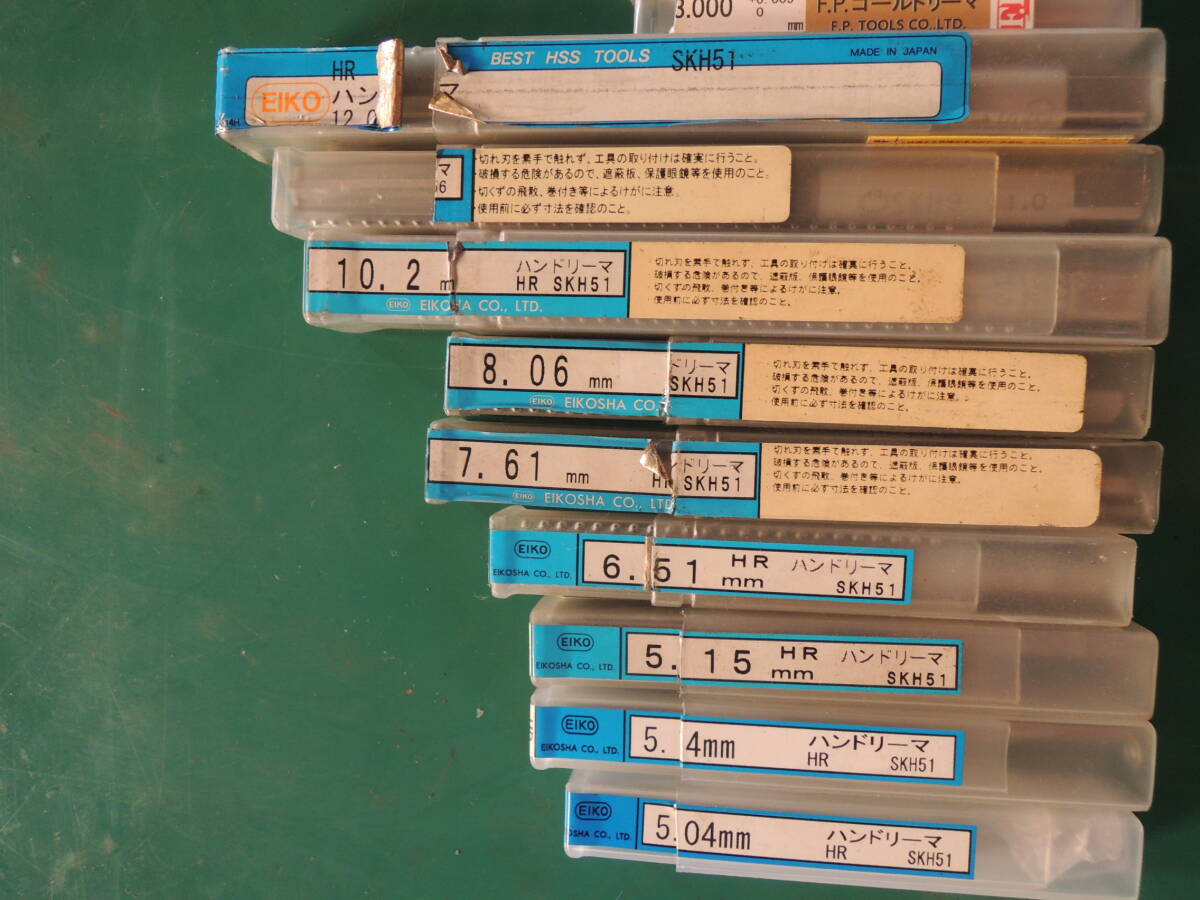 3.000
0
mm
F.P.ゴールドリーマ
F.P. TOOLS CO.,LTD.
BEST HSS TOOLS SKH51 MADE IN JAPAN
HR
EIKO
ハン マ
12.0
14H
マ
・切れ刃を素手で触れず、工具の取り付けは確実に行うこと。
・破損する危険があるので、遮蔽板、保護眼鏡等を使用のこと。
・切くずの飛散、巻付き等によるけがに注意。
・使用前に必ず寸法を確認のこと。
10.2 m
ハンドリーマ
HR SKH51
EIKO EIKOSHA CO., LTD.
・切れ刃を素手で触れず、工具の取り付けは確実に行うこと。
・破損する危険があるので、遮蔽板、保護眼鏡等を使用のこと。
・切くずの飛散、巻付き等によるけがに注意。
・使用前に必ず寸法を確認のこと。
8.06 mm
ドリーマ
SKH51
EIKO EIKOSHA CO.,
・切れ刃を素手で触れず、工具の取り付けは確実に行うこと。
破損する危険があるので、遮蔽板、保護眼鏡等を使用のこと。
切くずの飛散、巻付き等によるけがに注意。
・使用前に必ず寸法を確認のこと。
7.61 mm
ドリーマ
HR SKH51
EIKO EIKOSHA CO., LTD
・切れ刃を素手で触れず、工具の取り付けは確実に行うこと。
破損する危険があるので、遮蔽板、保護眼鏡等を使用のこと。
切くずの飛散、巻付き等によるけがに注意。
・使用前に必ず寸法を確認のこと。
EIKO
EIKOSHA CO., LTD.
6.51 HR mm
ハンドリーマ
SKH51
EIKO
EIKOSHA CO., LTD.
5.15 HR mm
ハンドリーマ
SKH51
EIKO
EIKOSHA CO., LTD.
5.4mm
ハンドリーマ
HR SKH51
EIKO
OSHA CO., LTD.
5.04mm
ハンドリーマ
HR SKH51